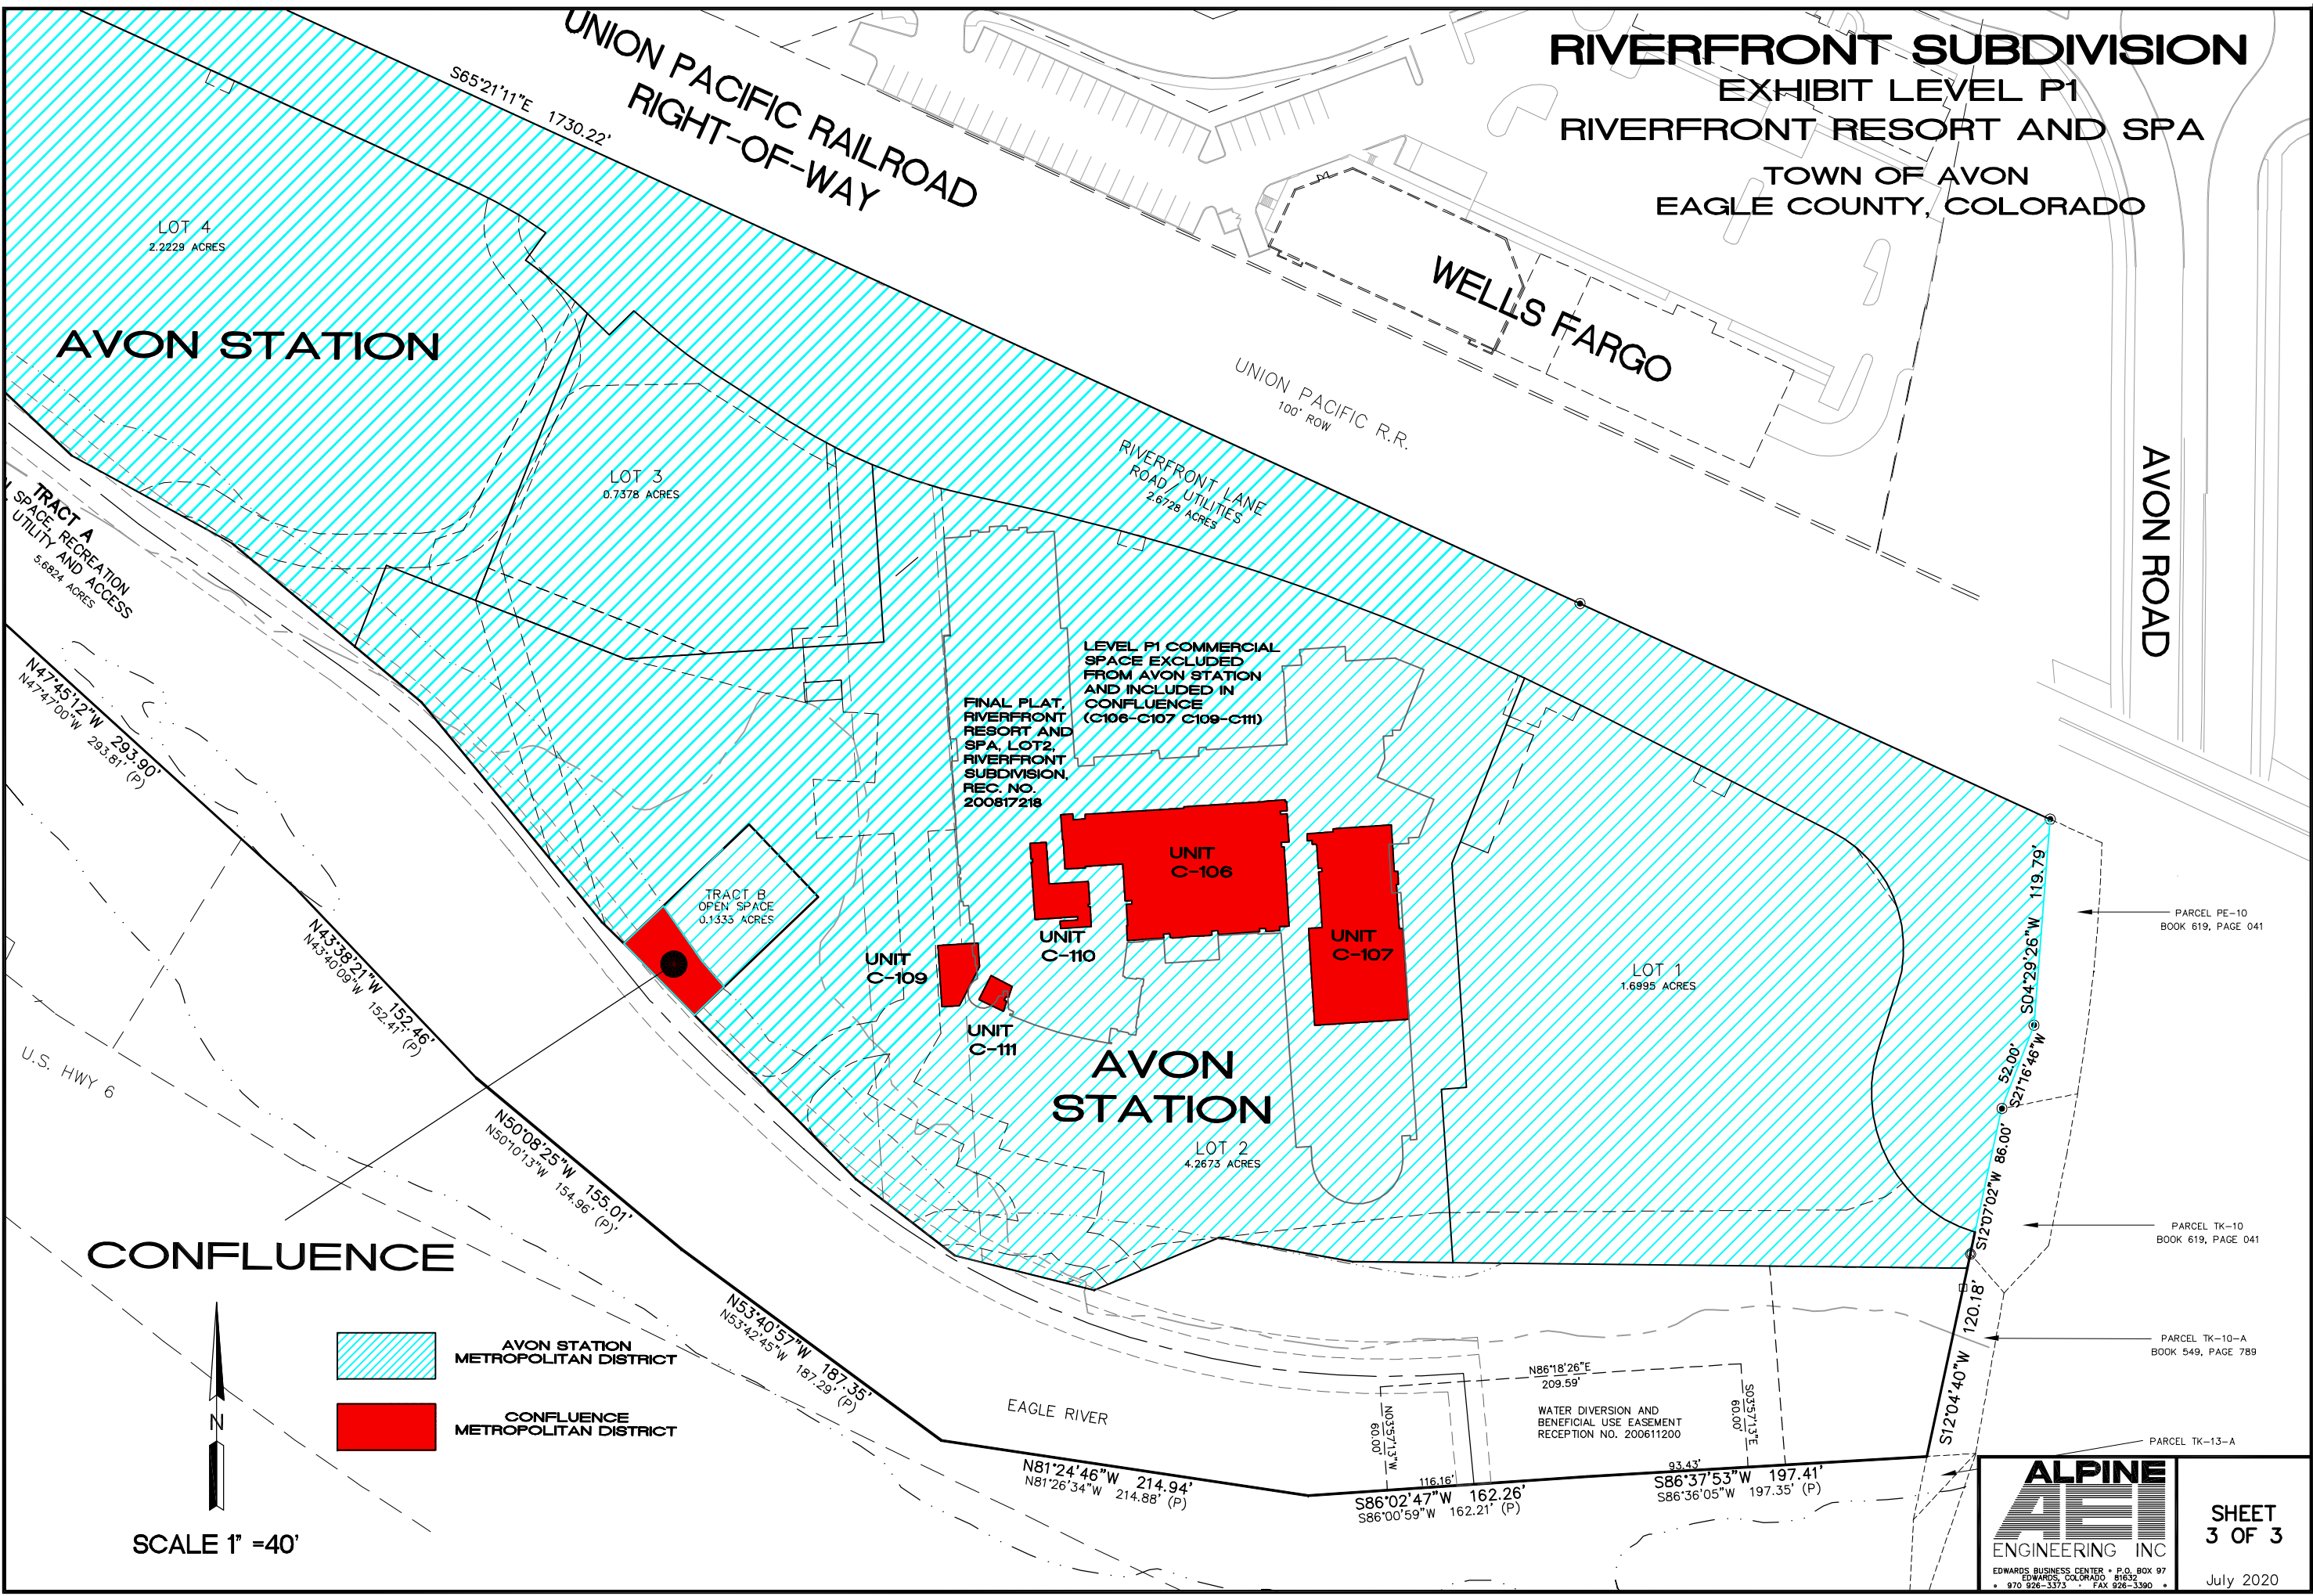 RIVERFRONT SUBDIVISION
EXHIBIT LEVEL P1
RIVERFRONT RESORT AND SPA
TOWN OF AVON
EAGLE COUNTY, COLORADO
UNION PACIFIC RAILROAD
RIGHT-OF-WAY
S65°21'11"E 1730.22'
WELLS FARGO
UNION PACIFIC R.R.
100' ROW
AVON ROAD
LOT 4
2.2229 ACRES
AVON STATION
LOT 3
0.7378 ACRES
RIVERFRONT LANE
ROAD/ UTILITIES
2.6728 ACRES
TRACT A
SPACE, RECREATION
UTILITY AND ACCESS
5.6824 ACRES
LEVEL P1 COMMERCIAL
SPACE EXCLUDED
FROM AVON STATION
AND INCLUDED IN
CONFLUENCE
(C106-C107 C109-C111)
FINAL PLAT,
RIVERFRONT
RESORT AND
SPA, LOT2,
RIVERFRONT
SUBDIVISION,
REC. NO.
200817218
N47°45'12"W 293.90'
N47°47'00"W 293.81' (P)
UNIT
C-106
UNIT
C-107
UNIT
C-110
UNIT
C-109
UNIT
C-111
TRACT B
OPEN SPACE
0.1333 ACRES
LOT 1
1.6995 ACRES
S04°29'26"W 119.79'
PARCEL PE-10
BOOK 619, PAGE 041
52.00'
S21°16'46"W
S12°07'02"W 86.00'
PARCEL TK-10
BOOK 619, PAGE 041
AVON
STATION
LOT 2
4.2673 ACRES
N43°38'21"W 152.46'
N43°40'09"W 152.41' (P)
U.S. HWY 6
N50°08'25"W 155.01'
N50°10'13"W 154.96' (P)'
CONFLUENCE
N53°40'57"W 187.35'
N53°42'45"W 187.29' (P)
AVON STATION
METROPOLITAN DISTRICT
CONFLUENCE
METROPOLITAN DISTRICT
N
SCALE 1" =40'
EAGLE RIVER
N81°24'46"W 214.94'
N81°26'34"W 214.88' (P)
N86°18'26"E
209.59'
N03°57'13"W
60.00'
S03°57'13"E
60.00'
WATER DIVERSION AND
BENEFICIAL USE EASEMENT
RECEPTION NO. 200611200
116.16'
93.43'
S86°02'47"W 162.26'
S86°00'59"W 162.21' (P)
S86°37'53"W 197.41'
S86°36'05"W 197.35' (P)
S12°04'40"W 120.18'
PARCEL TK-10-A
BOOK 549, PAGE 789
PARCEL TK-13-A
ALPINE
AEI
ENGINEERING INC
EDWARDS BUSINESS CENTER • P.O. BOX 97
EDWARDS, COLORADO 81632
• 970 926-3373 • FAX 926-3390 •
SHEET
3 OF 3
July 2020